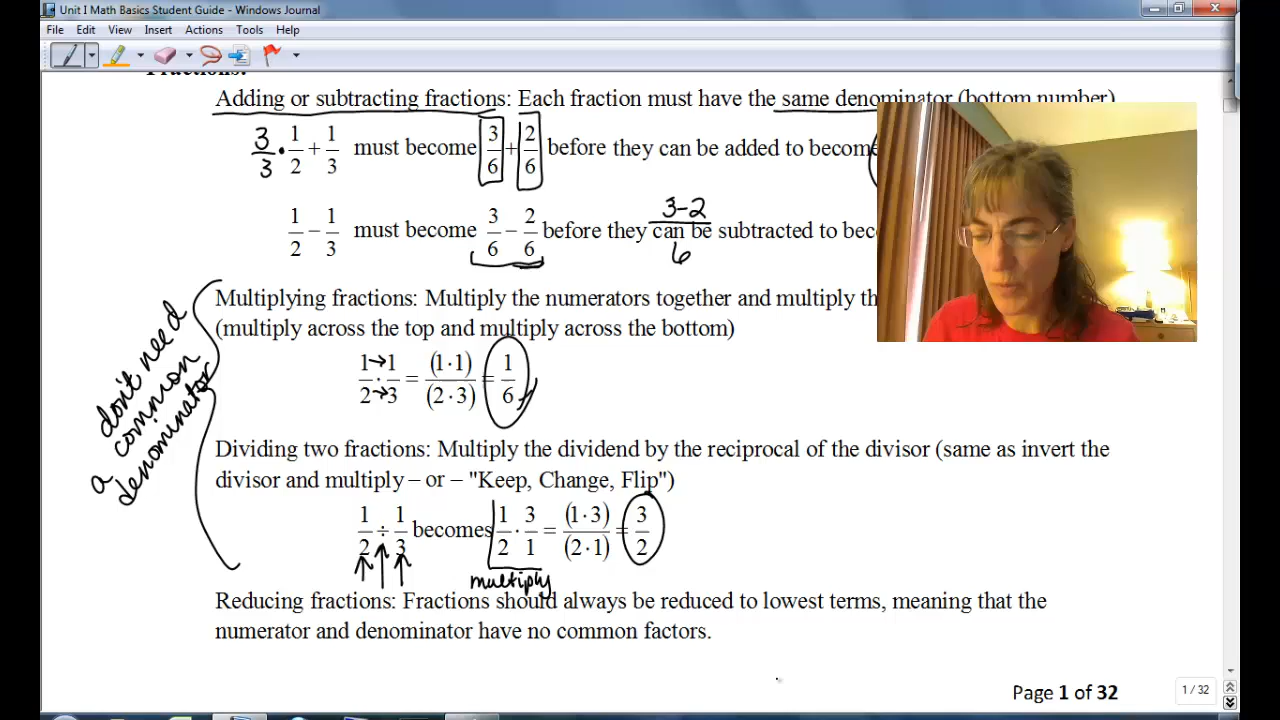 Unit I Math Basics Student Guide - Windows Journal
File Edit View Insert Actions Tools Help
Fractions:
Adding or subtracting fractions: Each fraction must have the same denominator (bottom number)
3/3 · 1/2 + 1/3 must become 3/6 + 2/6 before they can be added to become
3-2
1/2 − 1/3 must become 3/6 − 2/6 before they can be subtracted to bec
6
Multiplying fractions: Multiply the numerators together and multiply th
(multiply across the top and multiply across the bottom)
don't need
a common
denominator
1/2 · 1/3 = (1·1)/(2·3) = 1/6
Dividing two fractions: Multiply the dividend by the reciprocal of the divisor (same as invert the
divisor and multiply – or – "Keep, Change, Flip")
1/2 ÷ 1/3 becomes 1/2 · 3/1 = (1·3)/(2·1) = 3/2
multiply
Reducing fractions: Fractions should always be reduced to lowest terms, meaning that the
numerator and denominator have no common factors.
Page 1 of 32
1 / 32